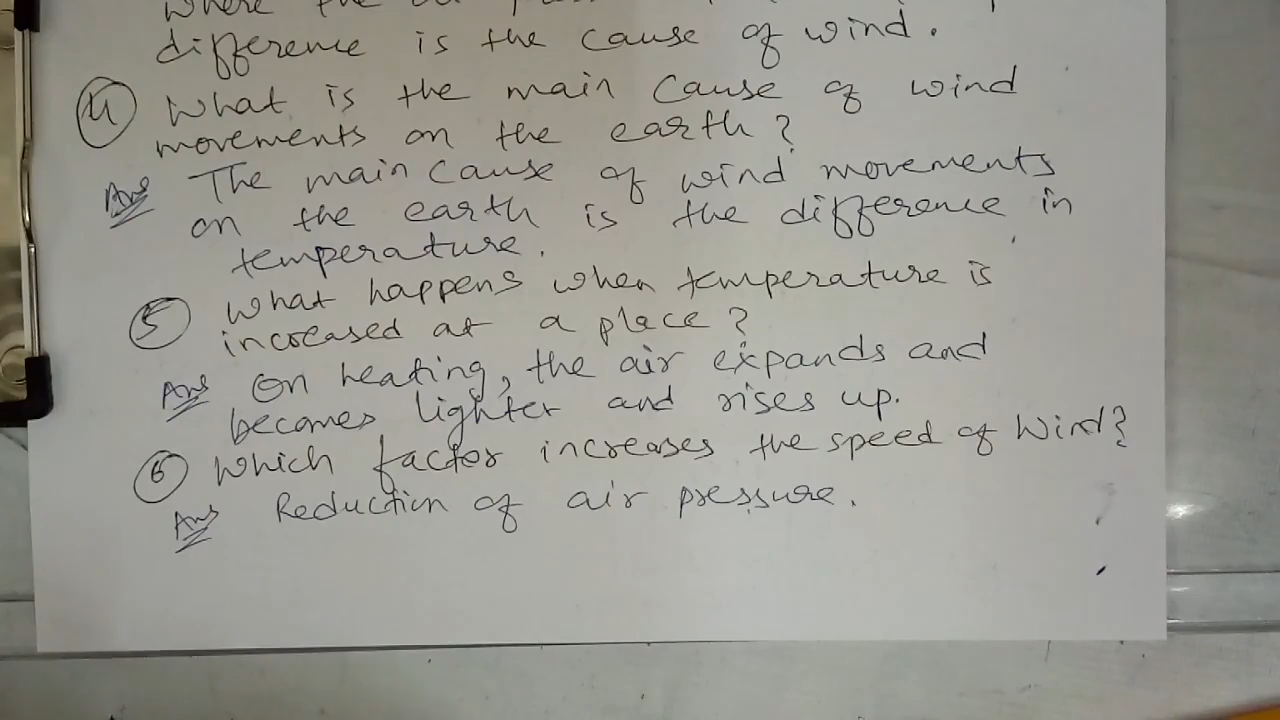 where the air
difference is the cause of wind.
4 What is the main cause of wind
movements on the earth?
Ans The main cause of wind movements
on the earth is the difference in
temperature.
5 What happens when temperature is
increased at a place?
Ans On heating, the air expands and
becomes lighter and rises up.
6 Which factor increases the speed of Wind?
Ans Reduction of air pressure.